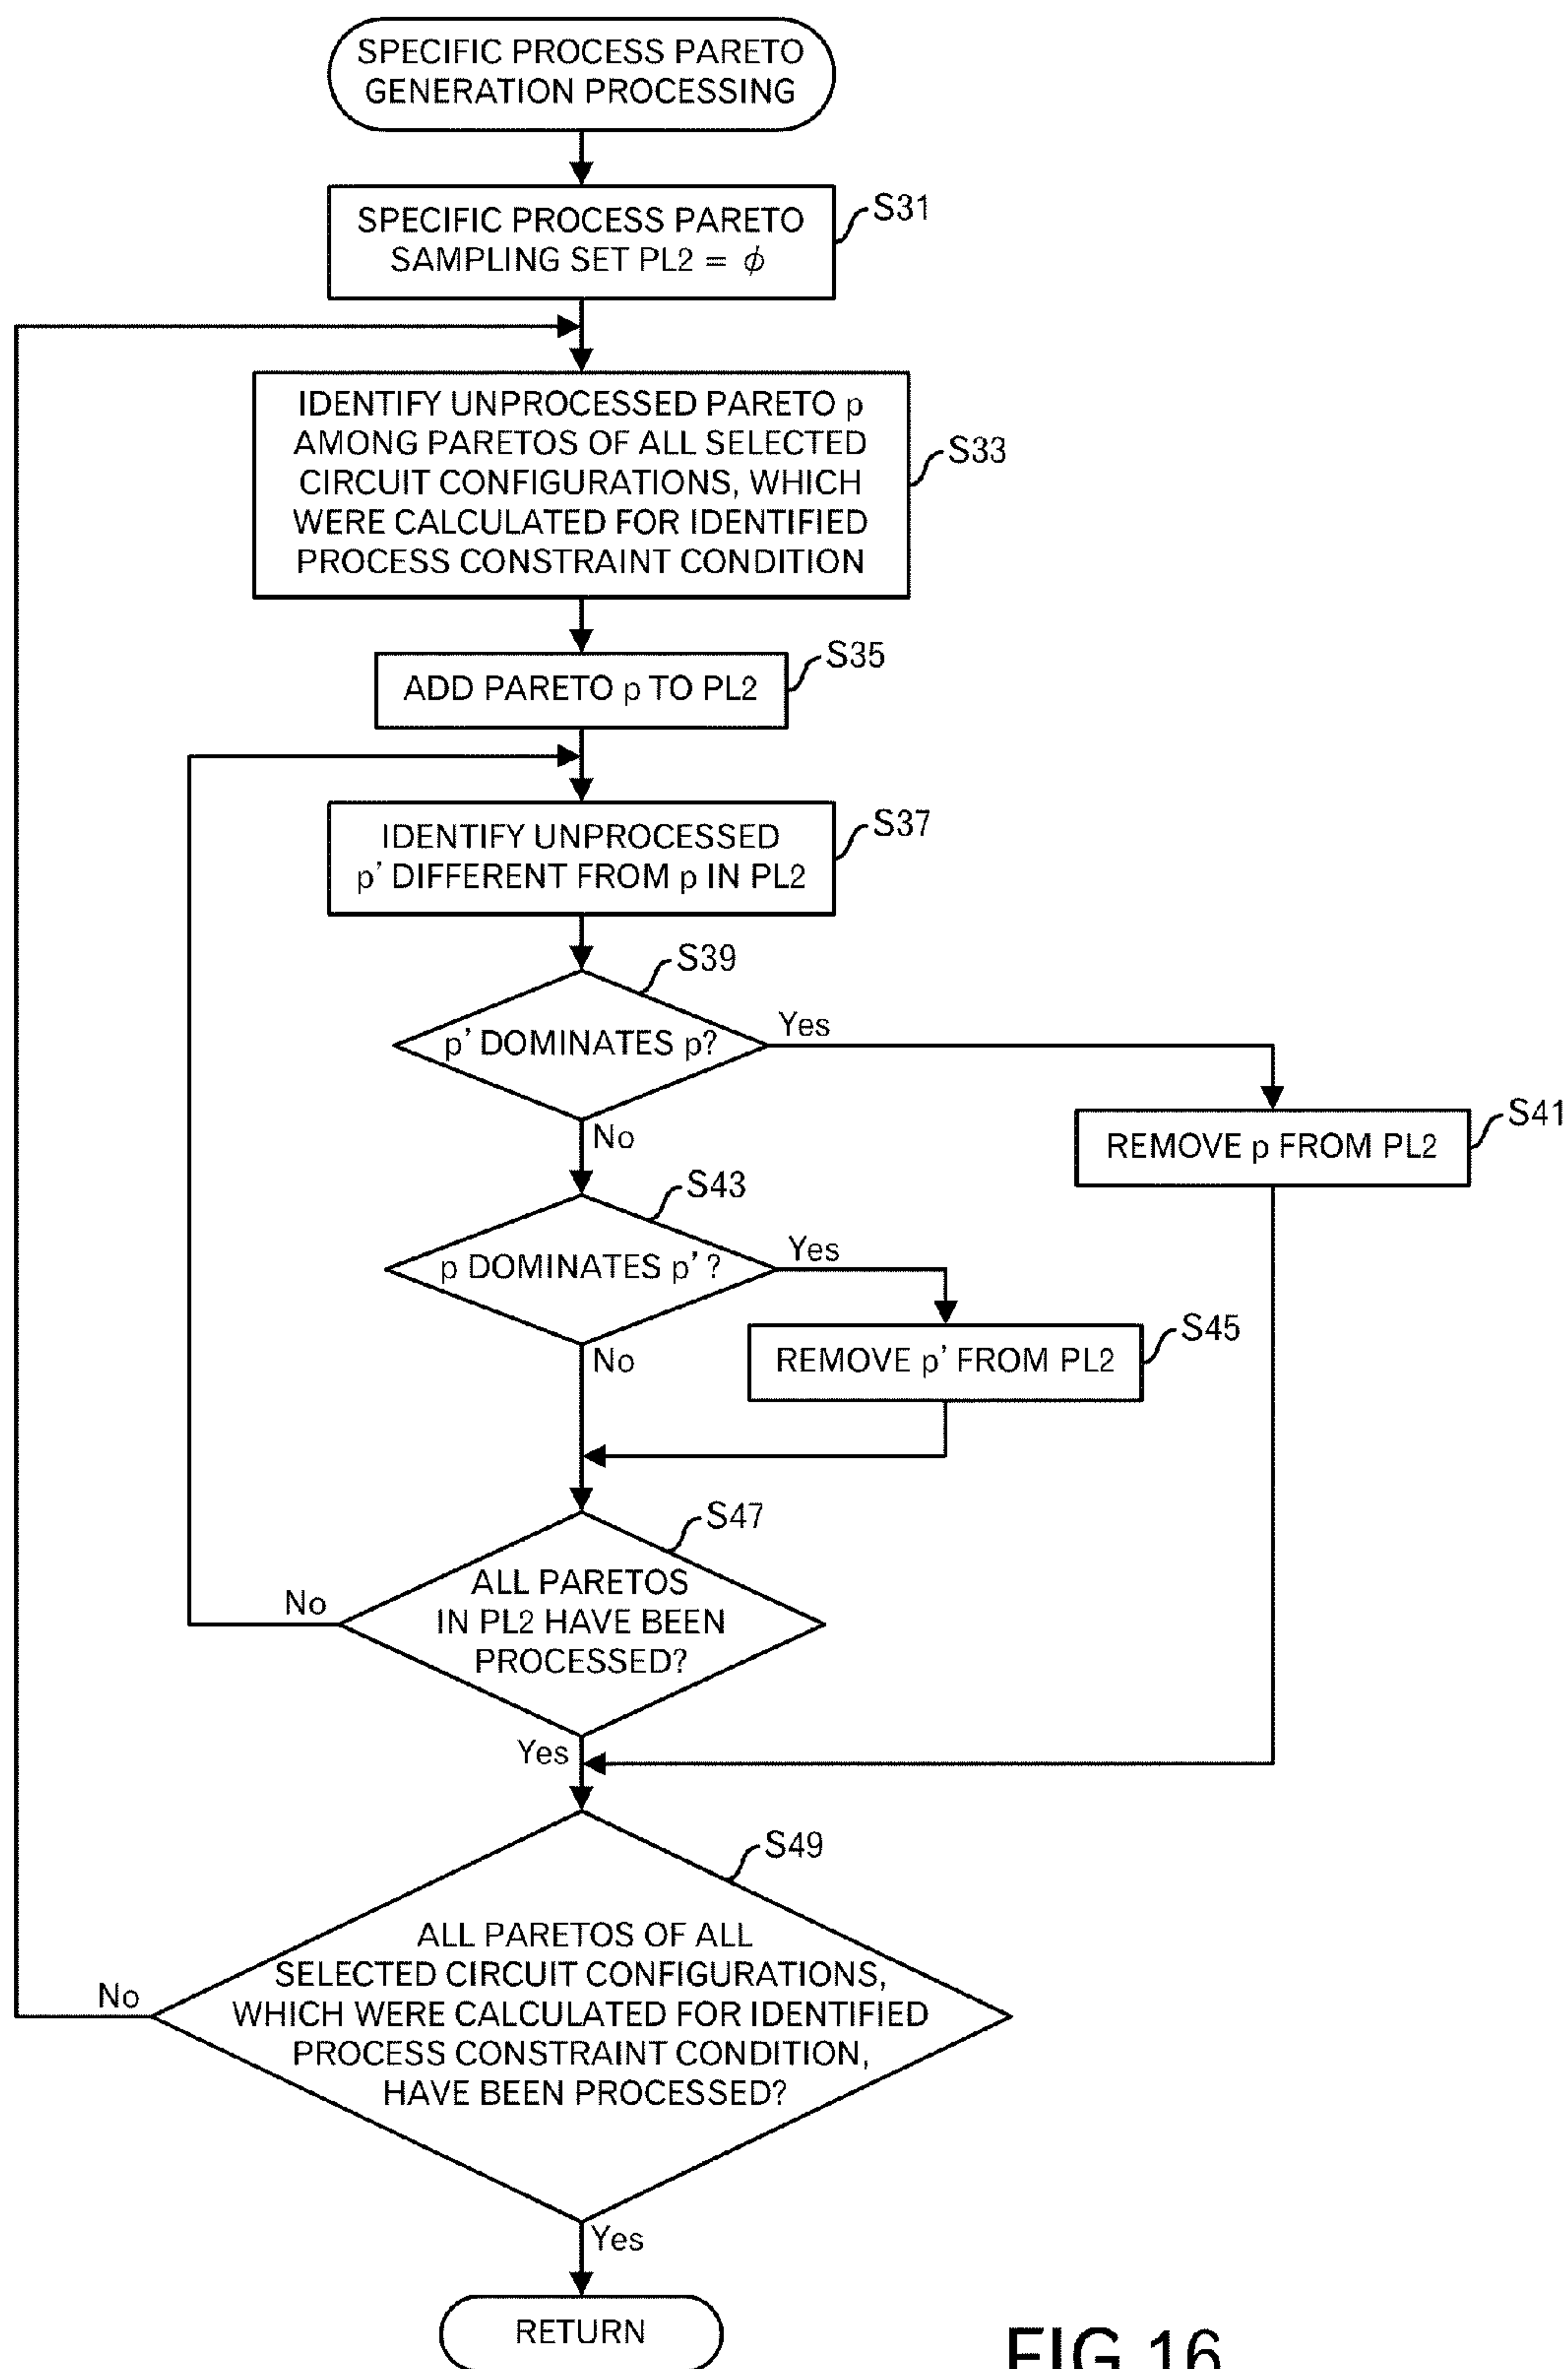 SPECIFIC PROCESS PARETO
GENERATION PROCESSING
SPECIFIC PROCESS PARETO
SAMPLING SET PL2 = ϕ
S31
IDENTIFY UNPROCESSED PARETO p
AMONG PARETOS OF ALL SELECTED
CIRCUIT CONFIGURATIONS, WHICH
WERE CALCULATED FOR IDENTIFIED
PROCESS CONSTRAINT CONDITION
S33
ADD PARETO p TO PL2
S35
IDENTIFY UNPROCESSED
p' DIFFERENT FROM p IN PL2
S37
S39
p' DOMINATES p?
Yes
No
REMOVE p FROM PL2
S41
S43
p DOMINATES p'?
Yes
No
REMOVE p' FROM PL2
S45
S47
ALL PARETOS
IN PL2 HAVE BEEN
PROCESSED?
No
Yes
S49
ALL PARETOS OF ALL
SELECTED CIRCUIT CONFIGURATIONS,
WHICH WERE CALCULATED FOR IDENTIFIED
PROCESS CONSTRAINT CONDITION,
HAVE BEEN PROCESSED?
No
Yes
RETURN
FIG.16